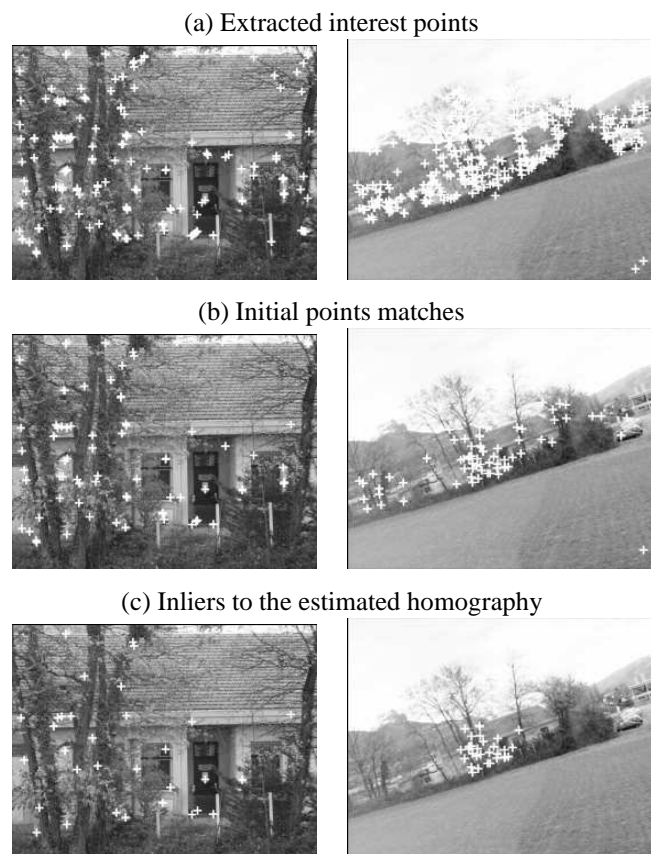 (a) Extracted interest points
(b) Initial points matches
(c) Inliers to the estimated homography